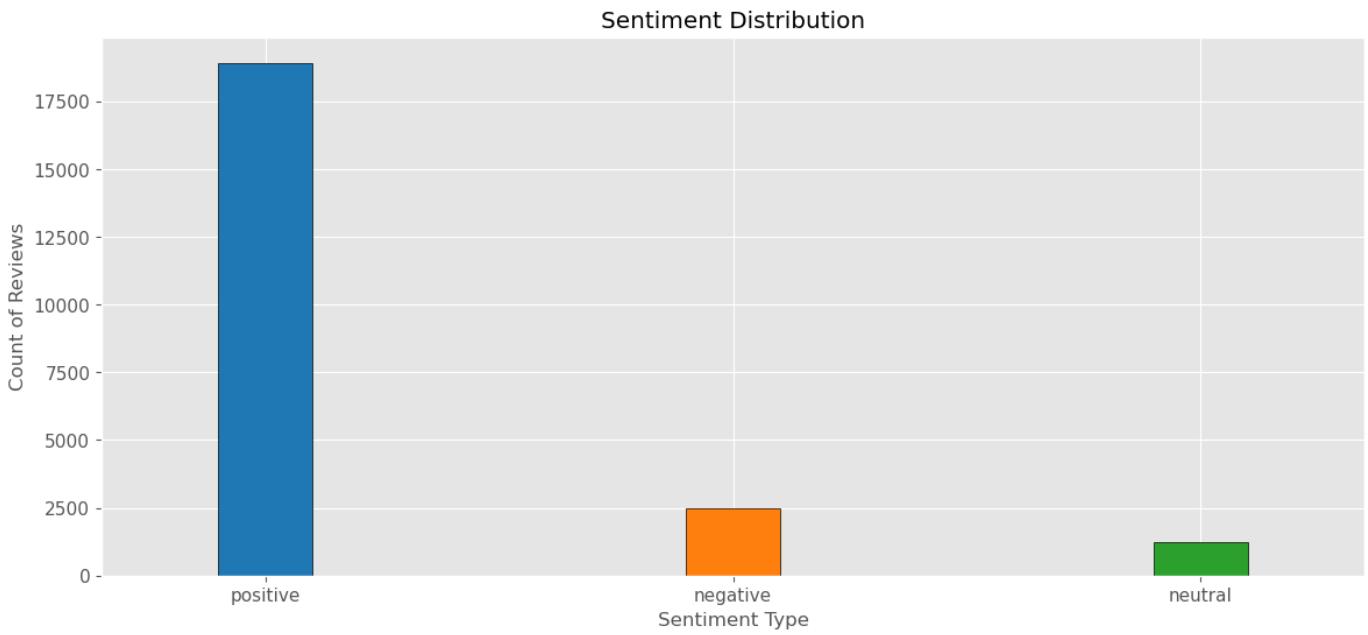 Sentiment Distribution
17500
15000
12500
10000
7500
5000
2500
0
Count of Reviews
positive negative neutral
Sentiment Type